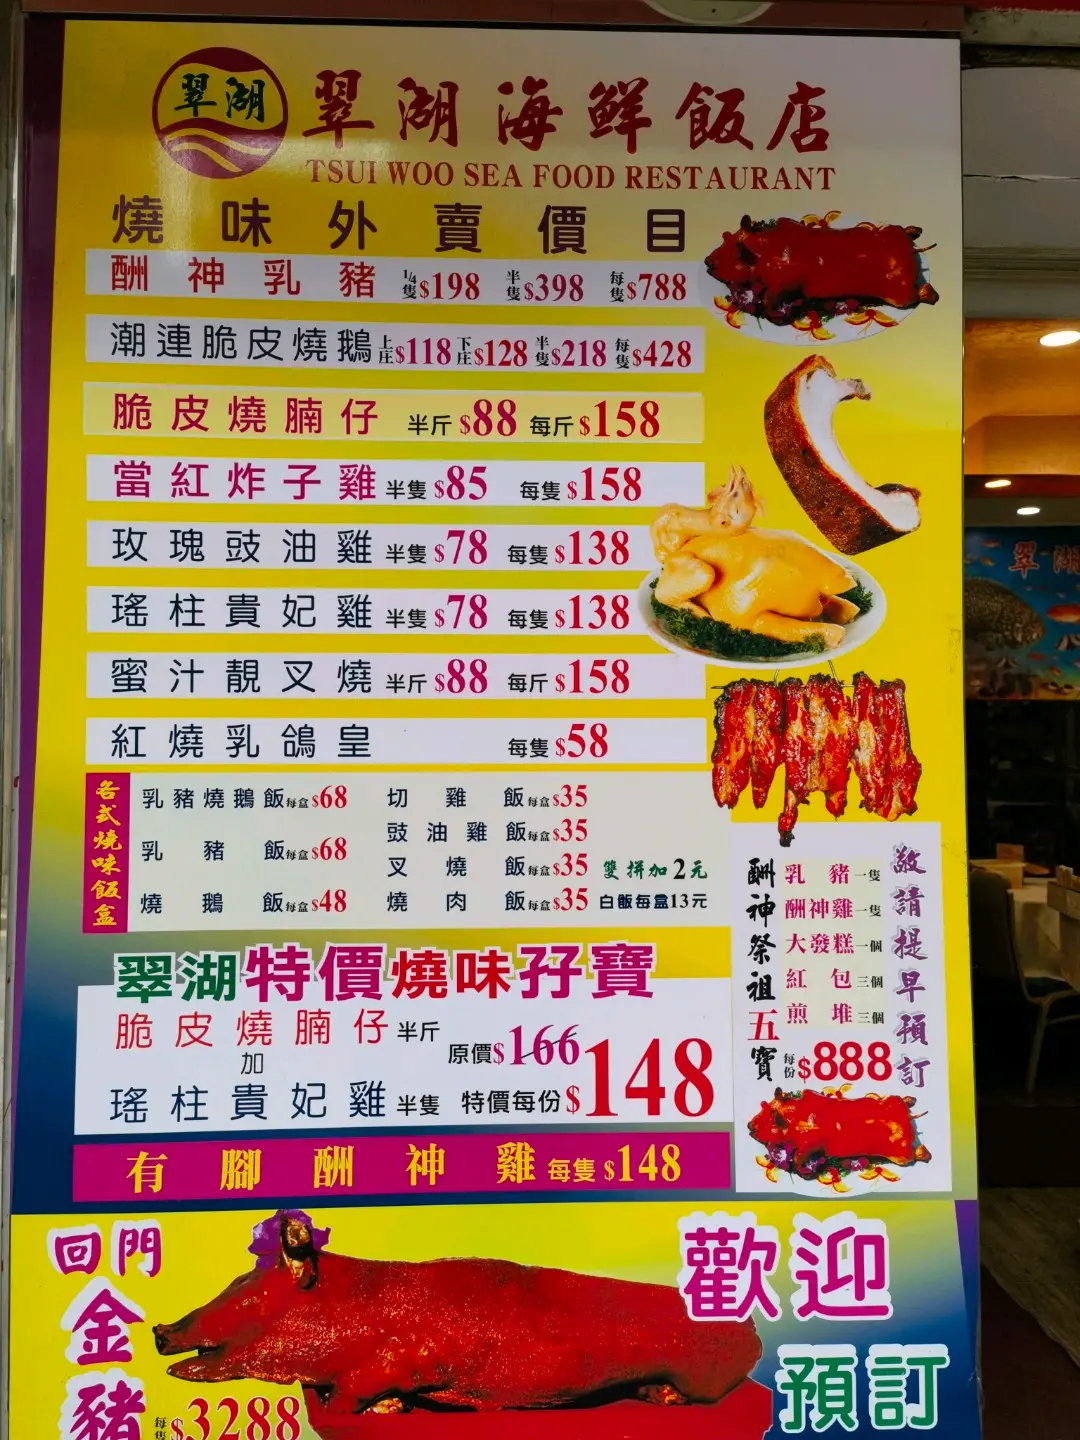 翠湖
翠湖海鮮飯店
TSUI WOO SEA FOOD RESTAURANT
燒味外賣價目
酬神乳豬 1/4隻$198 半隻$398 每隻$788
潮連脆皮燒鵝 上庄$118 下庄$128 半隻$218 每隻$428
脆皮燒腩仔 半斤$88 每斤$158
當紅炸子雞 半隻$85 每隻$158
玫瑰豉油雞 半隻$78 每隻$138
瑤柱貴妃雞 半隻$78 每隻$138
蜜汁靚叉燒 半斤$88 每斤$158
紅燒乳鴿皇 每隻$58
各式燒味飯盒
乳豬燒鵝飯每盒$68
乳豬飯每盒$68
燒鵝飯每盒$48
切雞飯每盒$35
豉油雞飯每盒$35
叉燒飯每盒$35 雙拼加2元
燒肉飯每盒$35 白飯每盒13元
敬請提早預訂
酬神祭祖五寶
乳豬一隻
酬神雞一隻
大發糕一個
紅包三個
煎堆三個
每份$888
翠湖特價燒味孖寶
脆皮燒腩仔半斤
加
瑤柱貴妃雞半隻
原價$166
特價每份$148
有腳酬神雞每隻$148
回門
金豬
每隻$3288
歡迎
預訂
翠湖